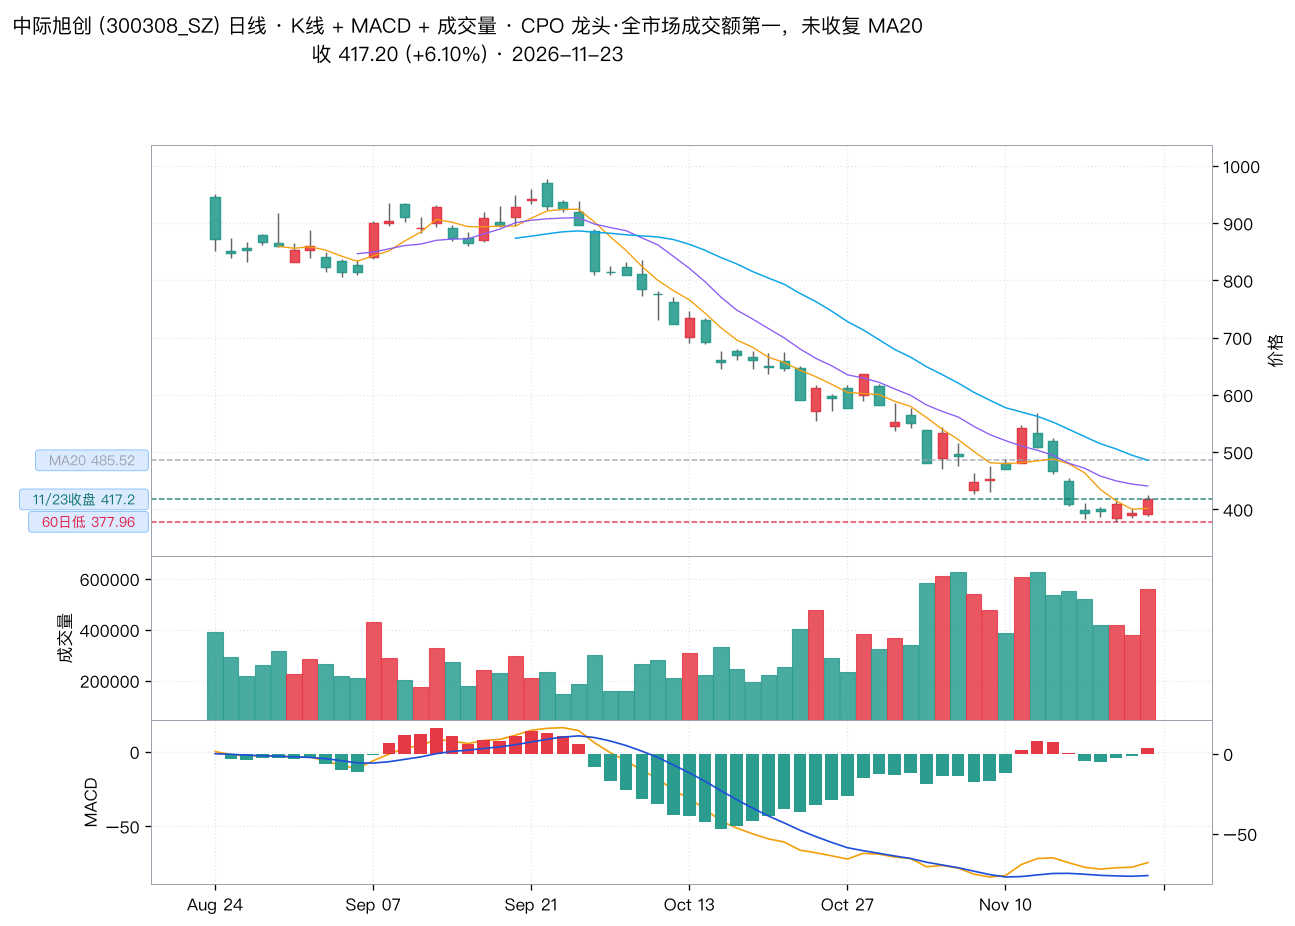 中际旭创 (300308_SZ) 日线 · K线 + MACD + 成交量 · CPO 龙头·全市场成交额第一，未收复 MA20
收 417.20 (+6.10%) · 2026−11−23
1000
900
800
700
600
500
400
价格
MA20 485.52
11/23收盘 417.2
60日低 377.96
600000
400000
200000
成交量
0
−50
MACD
0
−50
Aug 24
Sep 07
Sep 21
Oct 13
Oct 27
Nov 10